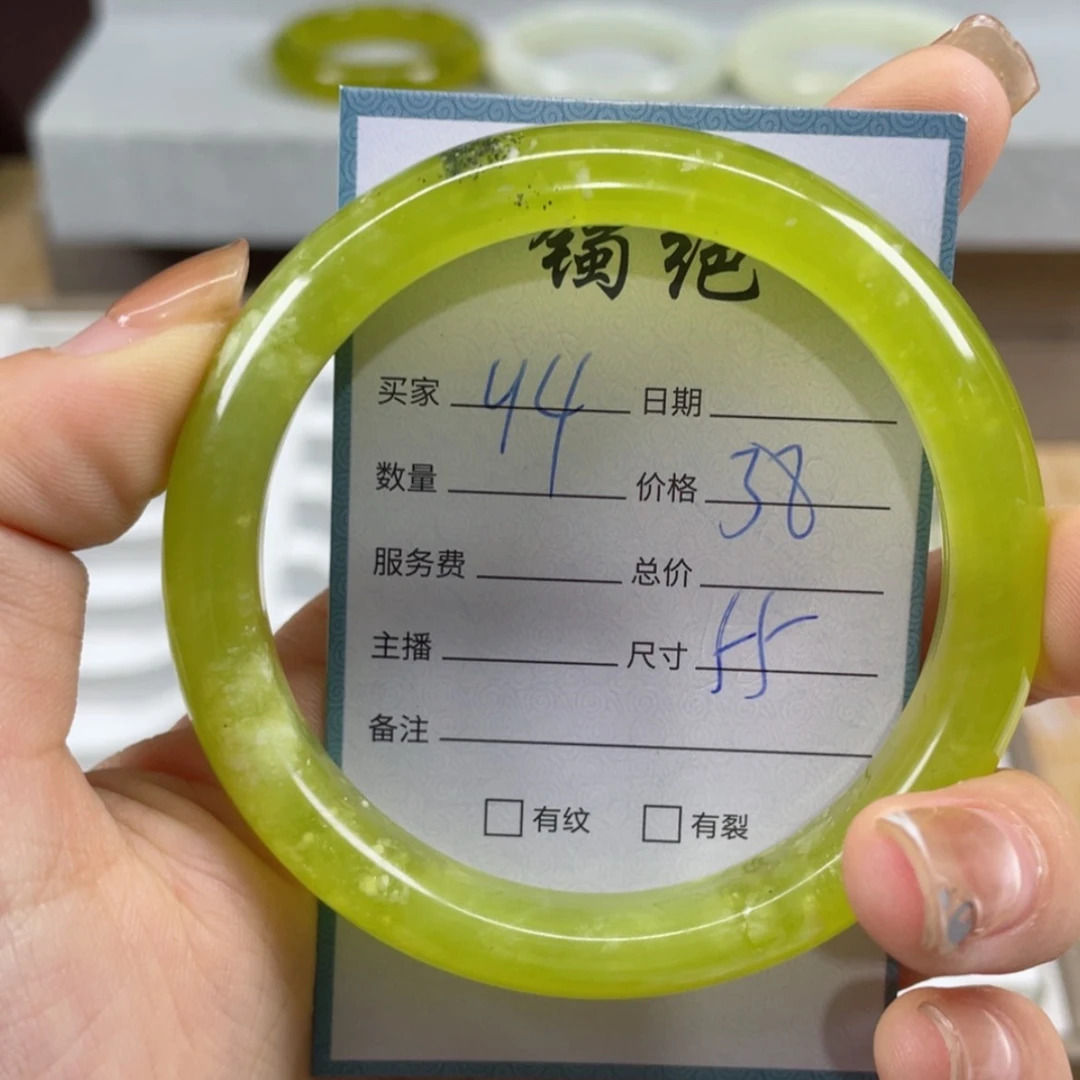 镯绝
买家 44 日期
数量 价格 38
服务费 总价
主播 尺寸 55
备注
□有纹 □有裂